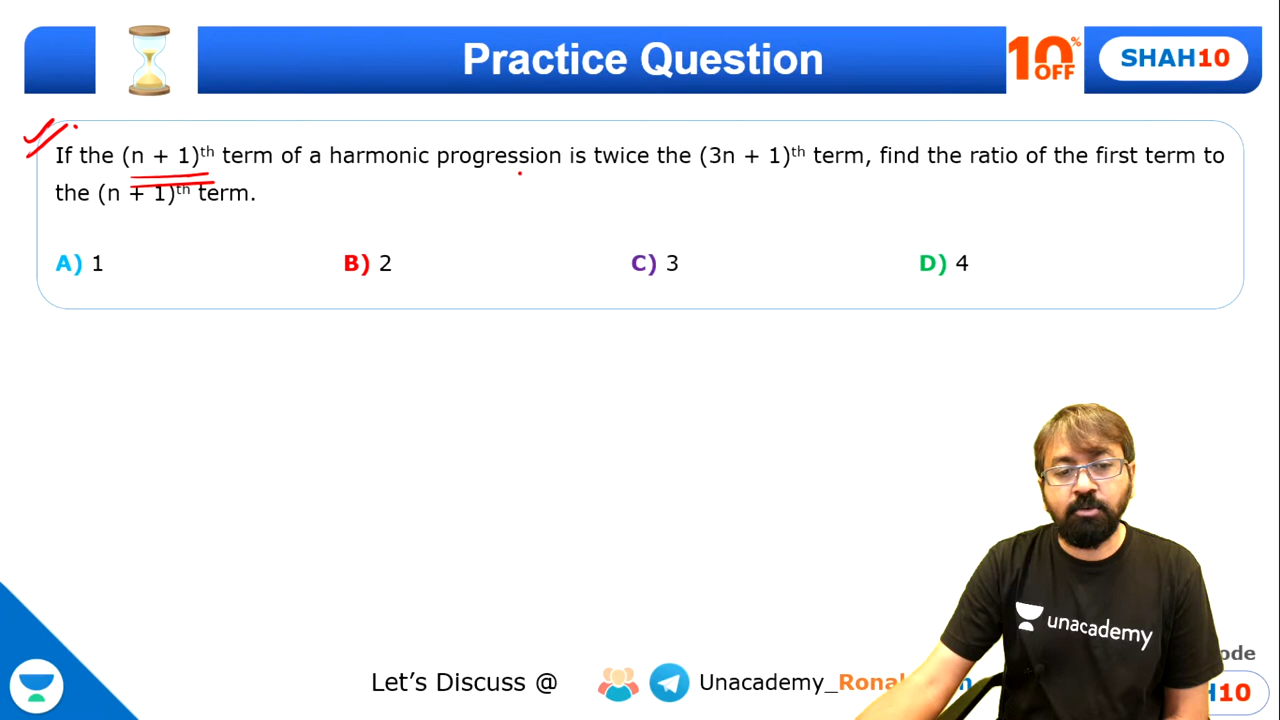 Practice Question
10% OFF
SHAH10
If the (n + 1)th term of a harmonic progression is twice the (3n + 1)th term, find the ratio of the first term to
the (n + 1)th term.
A) 1 B) 2 C) 3 D) 4
unacademy
ode
Let's Discuss @ Unacademy_
H10